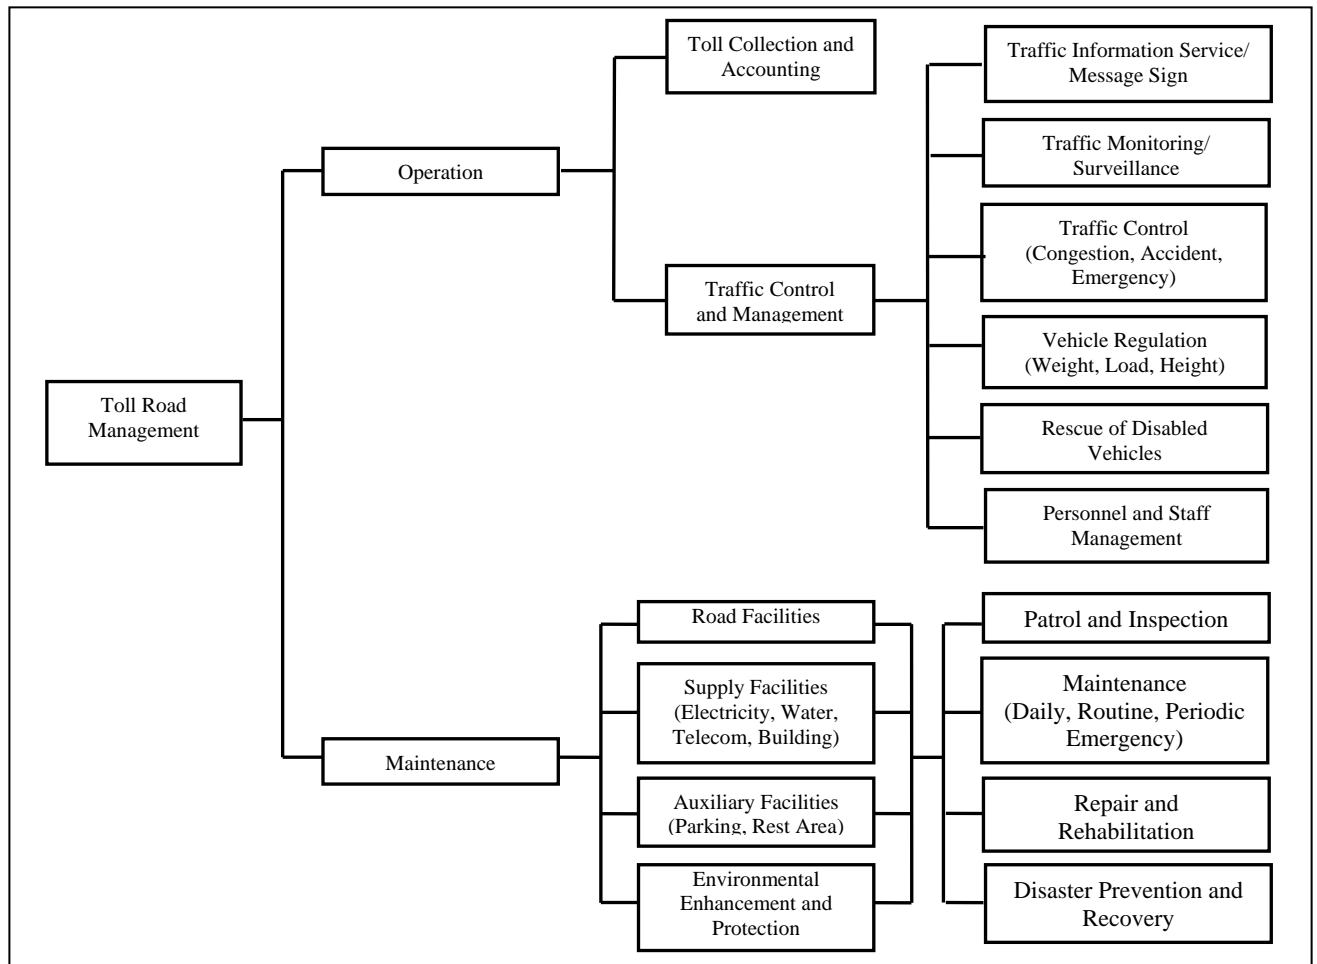 Toll Collection and
Accounting
Traffic Information Service/
Message Sign
Traffic Monitoring/
Surveillance
Operation
Traffic Control
(Congestion, Accident,
Emergency)
Traffic Control
and Management
Vehicle Regulation
(Weight, Load, Height)
Toll Road
Management
Rescue of Disabled
Vehicles
Personnel and Staff
Management
Road Facilities
Patrol and Inspection
Supply Facilities
(Electricity, Water,
Telecom, Building)
Maintenance
(Daily, Routine, Periodic
Emergency)
Maintenance
Auxiliary Facilities
(Parking, Rest Area)
Repair and
Rehabilitation
Environmental
Enhancement and
Protection
Disaster Prevention and
Recovery